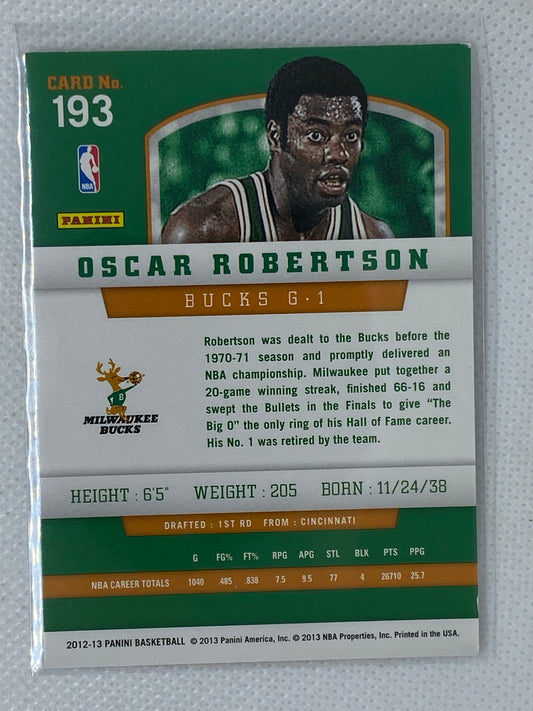 CARD No.
193
NBA
PANINI
OSCAR ROBERTSON
BUCKS G·1
Robertson was dealt to the Bucks before the
1970-71 season and promptly delivered an
NBA championship. Milwaukee put together a
20-game winning streak, finished 66-16 and
swept the Bullets in the Finals to give “The
Big O” the only ring of his Hall of Fame career.
His No. 1 was retired by the team.
B
MILWAUKEE
BUCKS
HEIGHT : 6'5" WEIGHT : 205 BORN : 11/24/38
DRAFTED : 1ST RD FROM : CINCINNATI
G FG% FT% RPG APG STL BLK PTS PPG
NBA CAREER TOTALS 1040 .485 .838 7.5 9.5 77 4 26710 25.7
2012-13 PANINI BASKETBALL © 2013 Panini America, Inc. © 2013 NBA Properties, Inc. Printed in the USA.